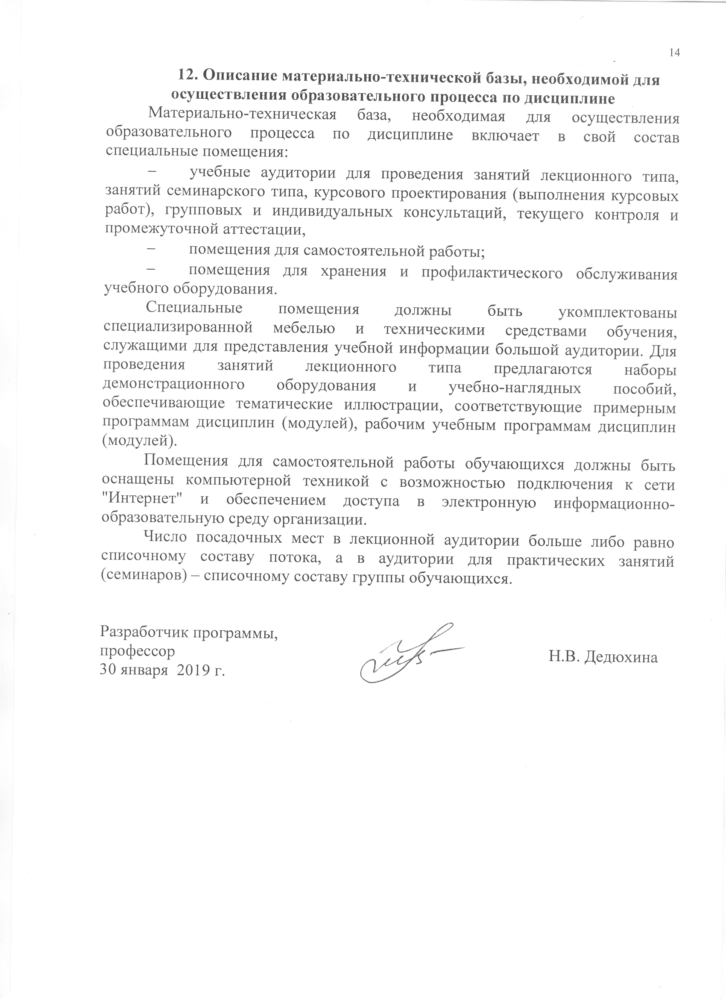 14
12. Описание материально-технической базы, необходимой для
осуществления образовательного процесса по дисциплине
Материально-техническая база, необходимая для осуществления
образовательного процесса по дисциплине включает в свой состав
специальные помещения:
– учебные аудитории для проведения занятий лекционного типа,
занятий семинарского типа, курсового проектирования (выполнения курсовых
работ), групповых и индивидуальных консультаций, текущего контроля и
промежуточной аттестации,
– помещения для самостоятельной работы;
– помещения для хранения и профилактического обслуживания
учебного оборудования.
Специальные помещения должны быть укомплектованы
специализированной мебелью и техническими средствами обучения,
служащими для представления учебной информации большой аудитории. Для
проведения занятий лекционного типа предлагаются наборы
демонстрационного оборудования и учебно-наглядных пособий,
обеспечивающие тематические иллюстрации, соответствующие примерным
программам дисциплин (модулей), рабочим учебным программам дисциплин
(модулей).
Помещения для самостоятельной работы обучающихся должны быть
оснащены компьютерной техникой с возможностью подключения к сети
"Интернет" и обеспечением доступа в электронную информационно-
образовательную среду организации.
Число посадочных мест в лекционной аудитории больше либо равно
списочному составу потока, а в аудитории для практических занятий
(семинаров) – списочному составу группы обучающихся.
Разработчик программы,
профессор
Н.В. Дедюхина
30 января 2019 г.